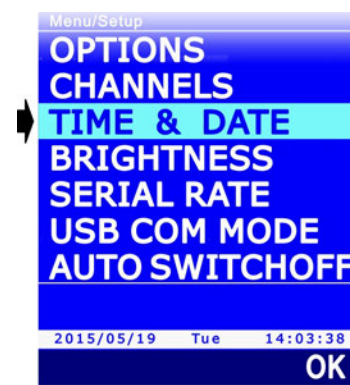 Menu/Setup
OPTIONS
CHANNELS
TIME & DATE
BRIGHTNESS
SERIAL RATE
USB COM MODE
AUTO SWITCHOFF
2015/05/19 Tue 14:03:38
OK